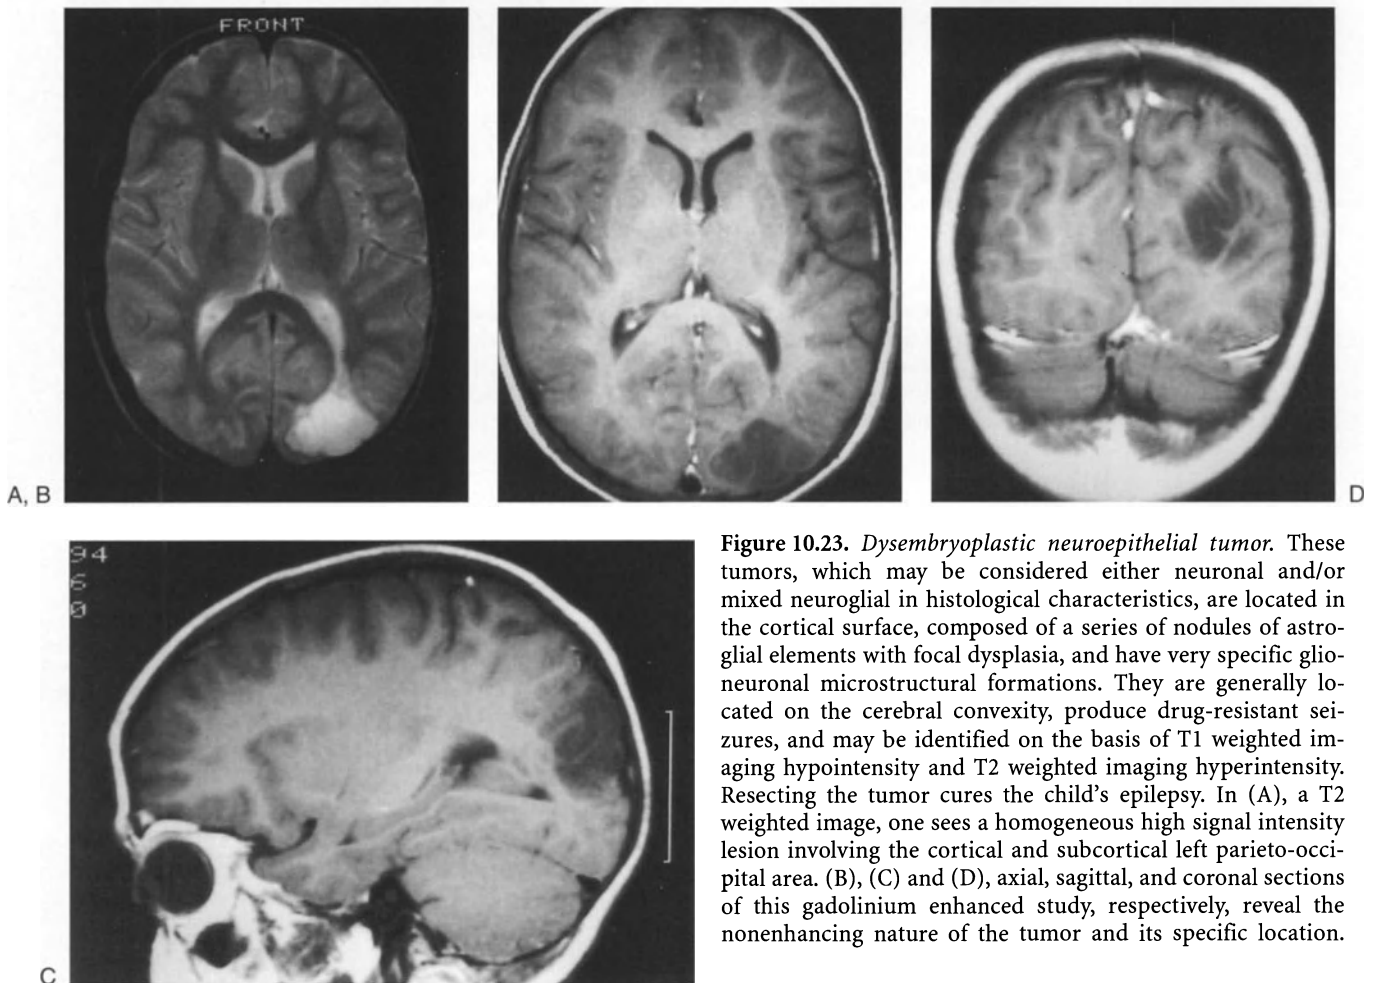 FRONT
A, B
D
94
6
0
C
Figure 10.23. Dysembryoplastic neuroepithelial tumor. These
tumors, which may be considered either neuronal and/or
mixed neuroglial in histological characteristics, are located in
the cortical surface, composed of a series of nodules of astro-
glial elements with focal dysplasia, and have very specific glio-
neuronal microstructural formations. They are generally lo-
cated on the cerebral convexity, produce drug-resistant sei-
zures, and may be identified on the basis of T1 weighted im-
aging hypointensity and T2 weighted imaging hyperintensity.
Resecting the tumor cures the child's epilepsy. In (A), a T2
weighted image, one sees a homogeneous high signal intensity
lesion involving the cortical and subcortical left parieto-occi-
pital area. (B), (C) and (D), axial, sagittal, and coronal sections
of this gadolinium enhanced study, respectively, reveal the
nonenhancing nature of the tumor and its specific location.